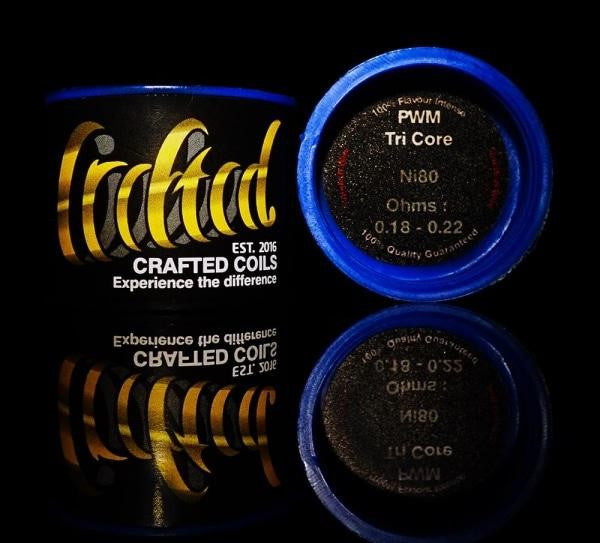 Crafted
EST. 2016
CRAFTED COILS
Experience the difference
100% Flavour Intense
PWM
Tri Core
Ni80
Ohms :
0.18 - 0.22
100% Quality Guaranteed